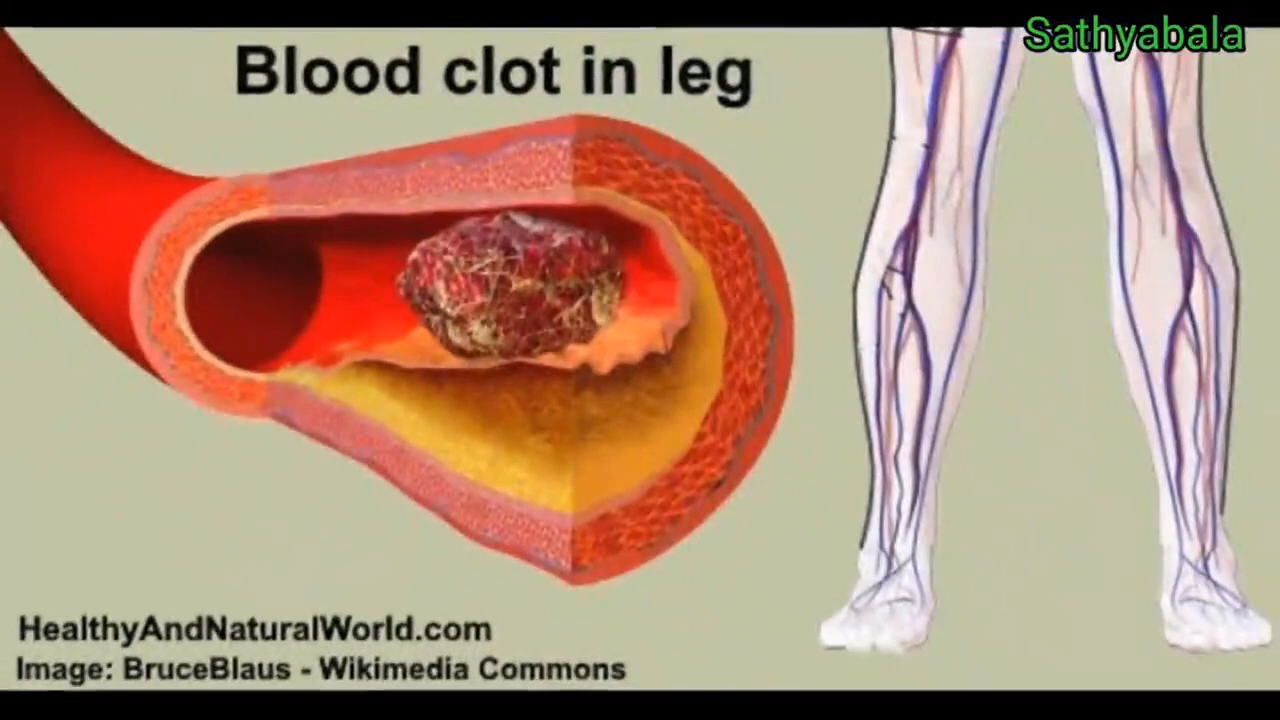 Sathyabala
Blood clot in leg
HealthyAndNaturalWorld.com
Image: BruceBlaus - Wikimedia Commons